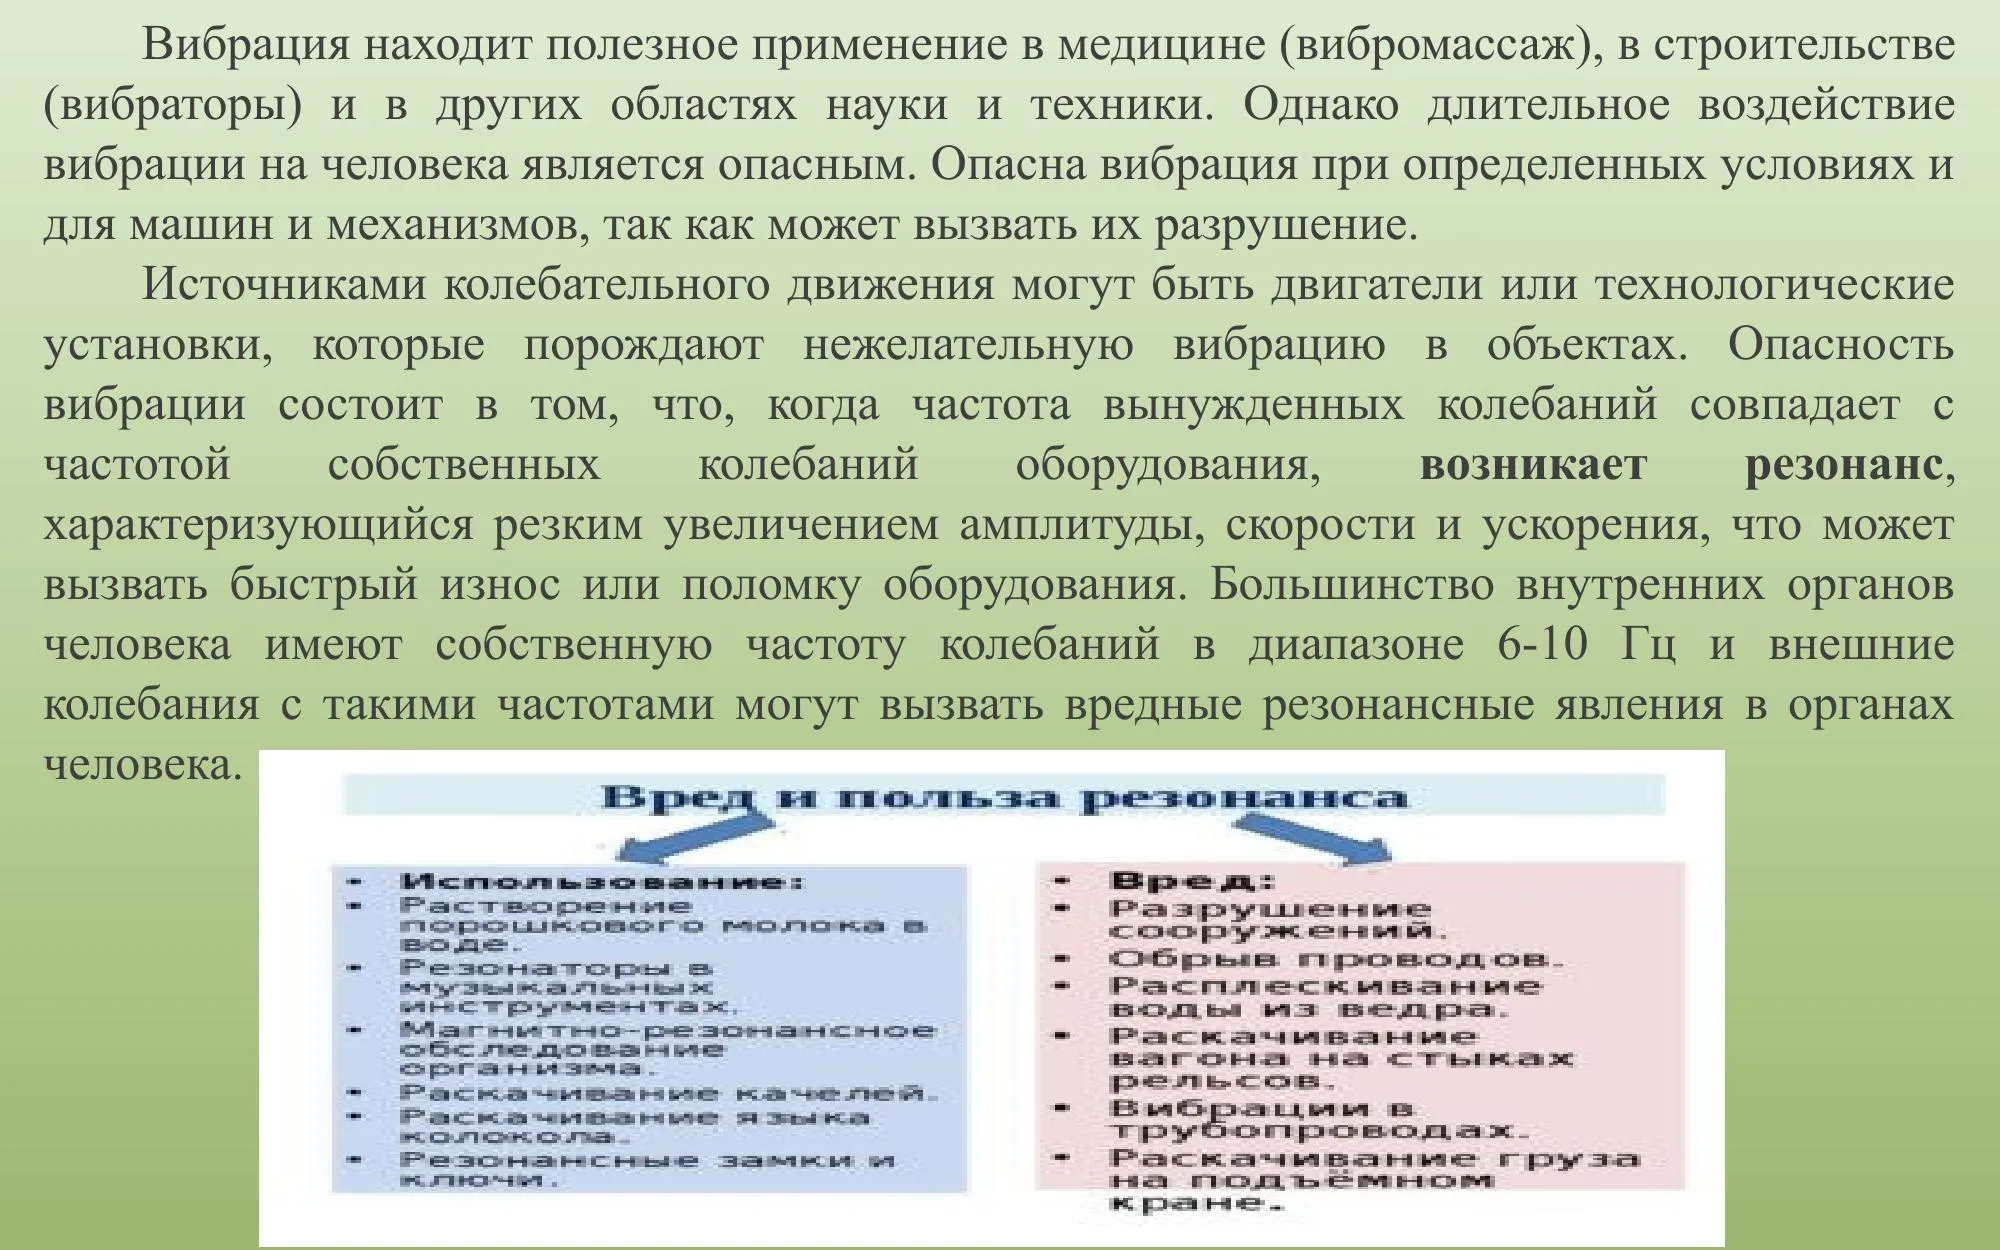 Вибрация находит полезное применение в медицине (вибромассаж), в строительстве
(вибраторы) и в других областях науки и техники. Однако длительное воздействие
вибрации на человека является опасным. Опасна вибрация при определенных условиях и
для машин и механизмов, так как может вызвать их разрушение.
Источниками колебательного движения могут быть двигатели или технологические
установки, которые порождают нежелательную вибрацию в объектах. Опасность
вибрации состоит в том, что, когда частота вынужденных колебаний совпадает с
частотой собственных колебаний оборудования, возникает резонанс,
характеризующийся резким увеличением амплитуды, скорости и ускорения, что может
вызвать быстрый износ или поломку оборудования. Большинство внутренних органов
человека имеют собственную частоту колебаний в диапазоне 6-10 Гц и внешние
колебания с такими частотами могут вызвать вредные резонансные явления в органах
человека.
Вред и польза резонанса
• Использование:
• Растворение
порошкового молока в
воде.
• Резонаторы в
музыкальных
инструментах.
• Магнитно-резонансное
обследование
организма.
• Раскачивание качелей.
• Раскачивание языка
колокола.
• Резонансные замки и
ключи.
• Вред:
• Разрушение
сооружений.
• Обрыв проводов.
• Расплескивание
воды из ведра.
• Раскачивание
вагона на стыках
рельсов.
• Вибрации в
трубопроводах.
• Раскачивание груза
на подъёмном
кране.